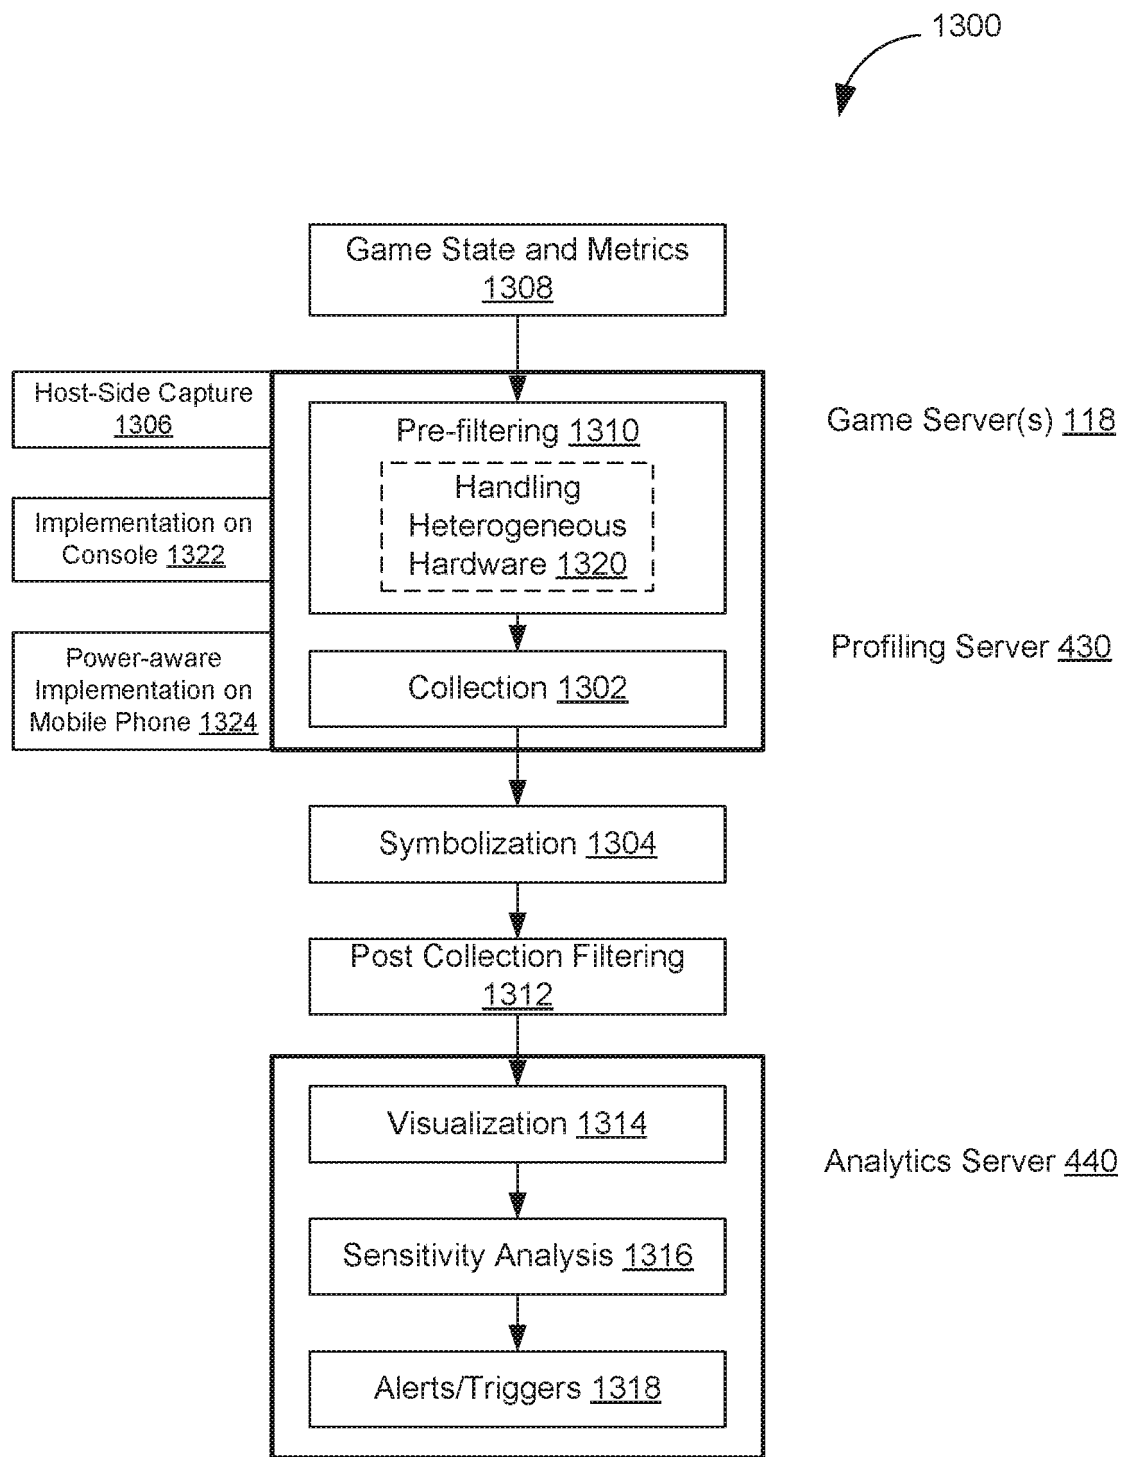 1300
Game State and Metrics
1308
Host-Side Capture
1306
Pre-filtering 1310
Game Server(s) 118
Handling
Heterogeneous
Hardware 1320
Implementation on
Console 1322
Power-aware
Implementation on
Mobile Phone 1324
Collection 1302
Profiling Server 430
Symbolization 1304
Post Collection Filtering
1312
Visualization 1314
Analytics Server 440
Sensitivity Analysis 1316
Alerts/Triggers 1318